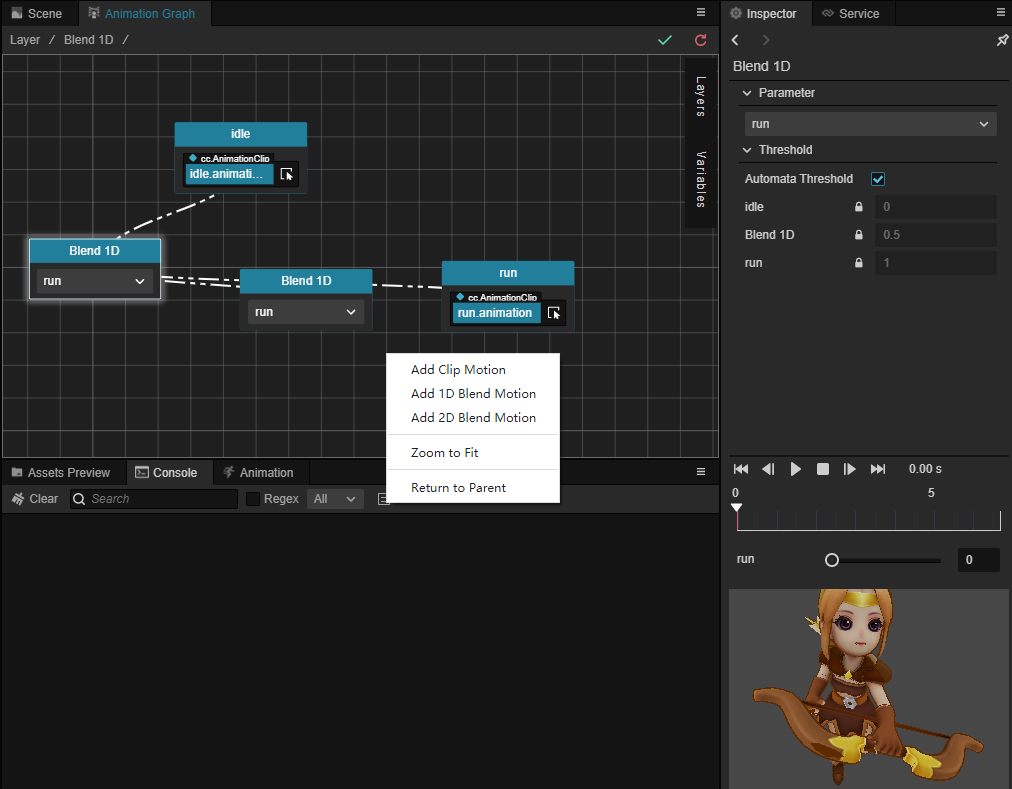 Scene
Animation Graph
Layer / Blend 1D /
Layers
Variables
idle
cc.AnimationClip
idle.animati...
Blend 1D
run
Blend 1D
run
run
cc.AnimationClip
run.animation
Add Clip Motion
Add 1D Blend Motion
Add 2D Blend Motion
Zoom to Fit
Return to Parent
Assets Preview
Console
Animation
Clear
Search
Regex
All
Inspector
Service
Blend 1D
Parameter
run
Threshold
Automata Threshold
idle 0
Blend 1D 0.5
run 1
0.00 s
0 5
run 0